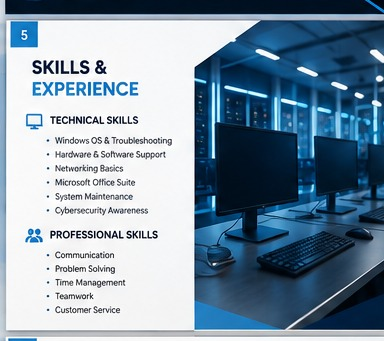 5
SKILLS &
EXPERIENCE
TECHNICAL SKILLS
• Windows OS & Troubleshooting
• Hardware & Software Support
• Networking Basics
• Microsoft Office Suite
• System Maintenance
• Cybersecurity Awareness
PROFESSIONAL SKILLS
• Communication
• Problem Solving
• Time Management
• Teamwork
• Customer Service